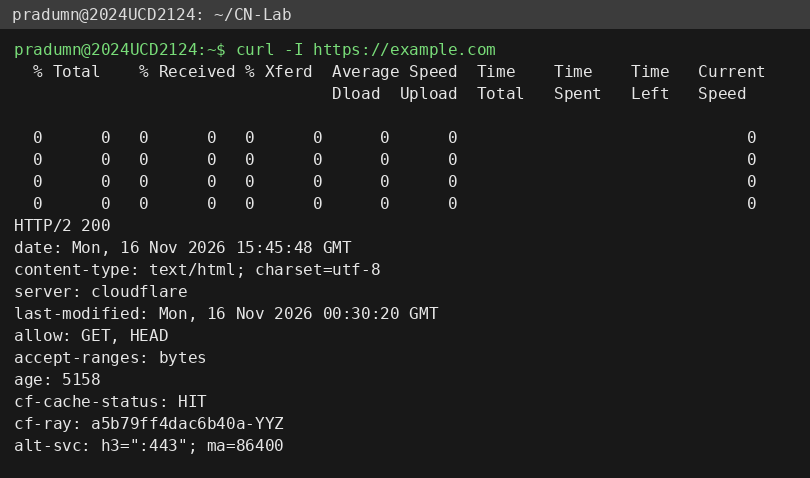 pradumn@2024UCD2124: ~/CN-Lab
pradumn@2024UCD2124:~$ curl -I https://example.com
  % Total    % Received % Xferd  Average Speed  Time    Time    Time   Current
                                 Dload  Upload  Total   Spent   Left   Speed
  0      0   0      0   0      0      0      0                              0
  0      0   0      0   0      0      0      0                              0
  0      0   0      0   0      0      0      0                              0
  0      0   0      0   0      0      0      0                              0
HTTP/2 200
date: Mon, 16 Nov 2026 15:45:48 GMT
content-type: text/html; charset=utf-8
server: cloudflare
last-modified: Mon, 16 Nov 2026 00:30:20 GMT
allow: GET, HEAD
accept-ranges: bytes
age: 5158
cf-cache-status: HIT
cf-ray: a5b79ff4dac6b40a-YYZ
alt-svc: h3=":443"; ma=86400